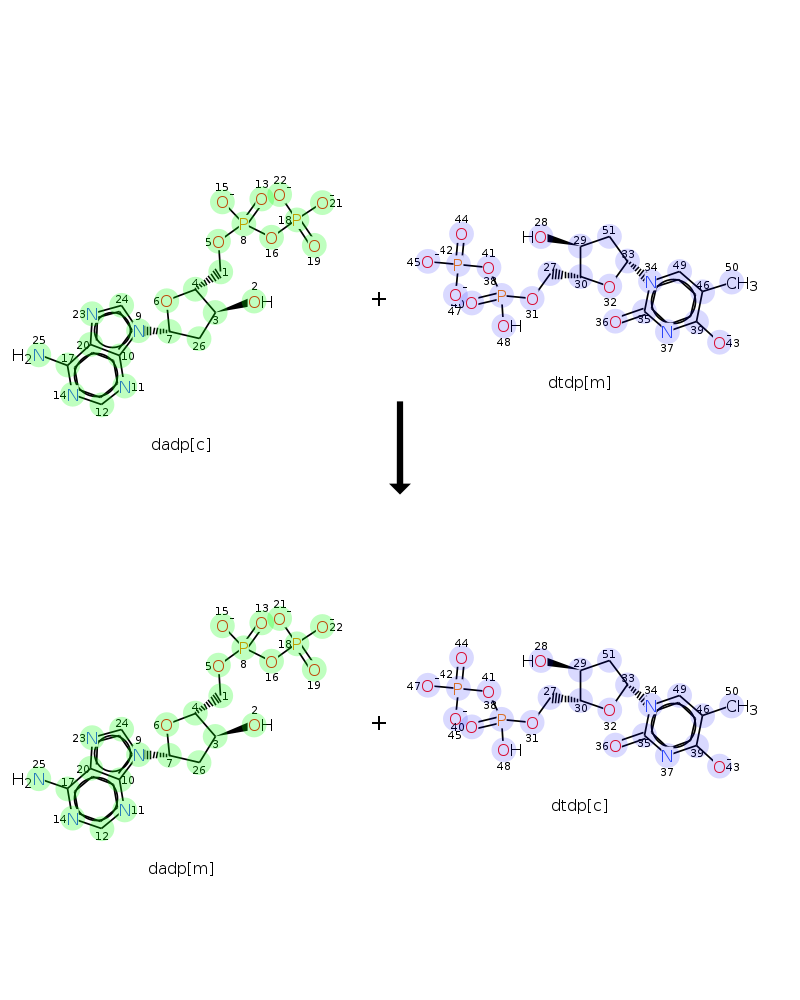 15 O- 13 O 22 O- O- 21
5 O P 8 18 P
16 O O 19
1
4
6 O 2 OH
3
24
23 N 9 N 7 26
25 H2N 17 20 10
14 N N 11
12
dadp[c]
+
44 O
28 HO 51
45 O- 42 P 41 O 29 33
27 34 N 49 46 50 CH3
47 O- 40 O 38 P O 31 30 O 32
48 OH 36 O 35 39
N 37 O- 43
dtdp[m]
15 O- 13 O 21 O- O- 22
5 O P 8 18 P
16 O O 19
1
4
6 O 2 OH
3
24
23 N 9 N 7 26
25 H2N 17 20 10
14 N N 11
12
dadp[m]
+
44 O
28 HO 51
47 O- 42 P 41 O 29 33
27 34 N 49 46 50 CH3
45 O- 40 O 38 P O 31 30 O 32
48 OH 36 O 35 39
N 37 O- 43
dtdp[c]